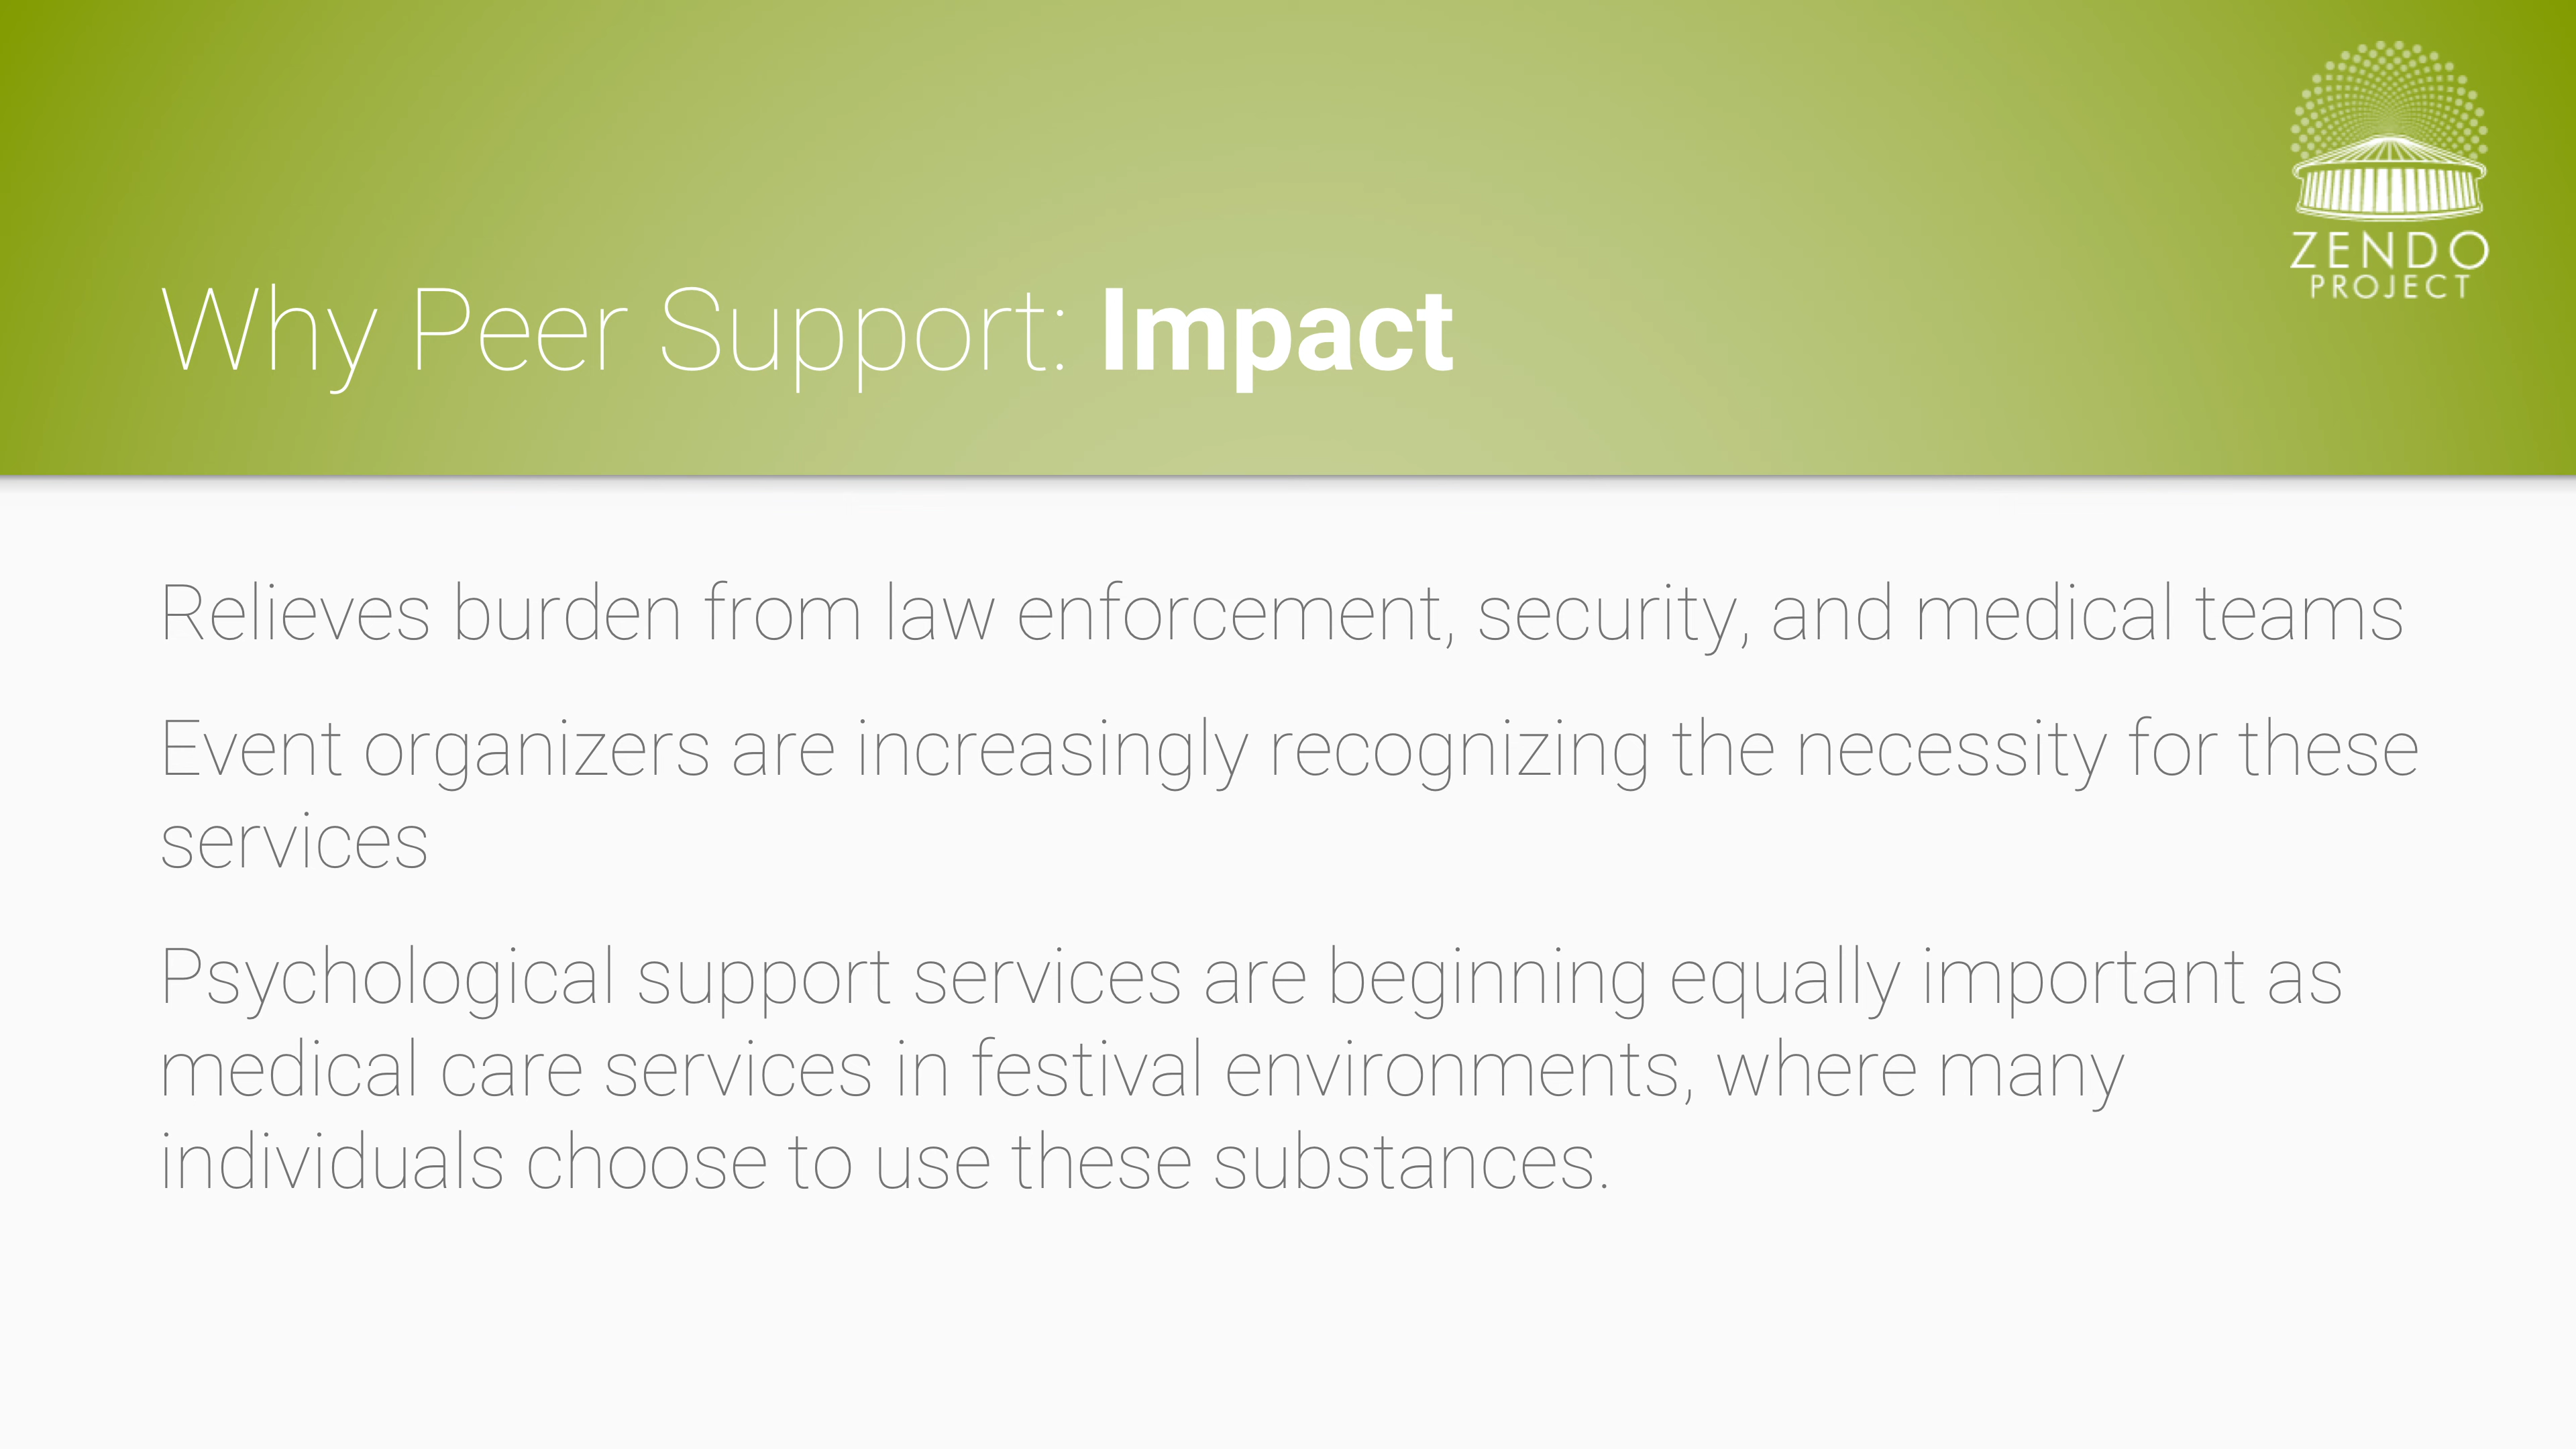 ZENDO
PROJECT
Why Peer Support: Impact
Relieves burden from law enforcement, security, and medical teams
Event organizers are increasingly recognizing the necessity for these
services
Psychological support services are beginning equally important as
medical care services in festival environments, where many
individuals choose to use these substances.